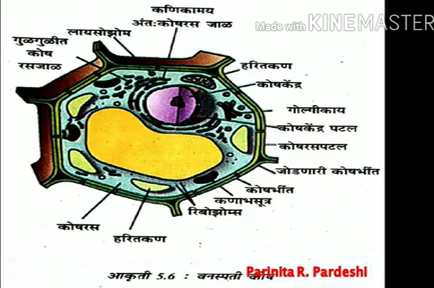 कणिकामय
अंतःकोषरस जाळ
Made with KINEMASTER
लायसोझोम
गुळगुळीत
कोष
रसजाळ
हरितकण
कोषकेंद्र
गोल्गीकाय
कोषकेंद्र पटल
कोषरसपटल
जोडणारी कोषभींत
कोषभींत
कणाभसूत्र
रिबोझोम्स
कोषरस
हरितकण
आकृती 5.6 : वनस्पती कोष
Parinita R. Pardeshi